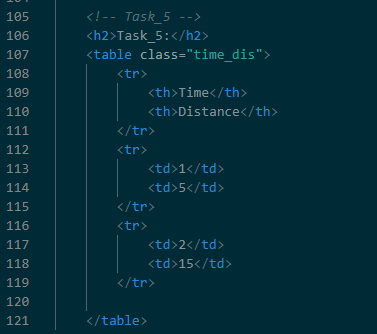 105 <!-- Task_5 -->
106 <h2>Task_5:</h2>
107 <table class="time_dis">
108 <tr>
109 <th>Time</th>
110 <th>Distance</th>
111 </tr>
112 <tr>
113 <td>1</td>
114 <td>5</td>
115 </tr>
116 <tr>
117 <td>2</td>
118 <td>15</td>
119 </tr>
120
121 </table>